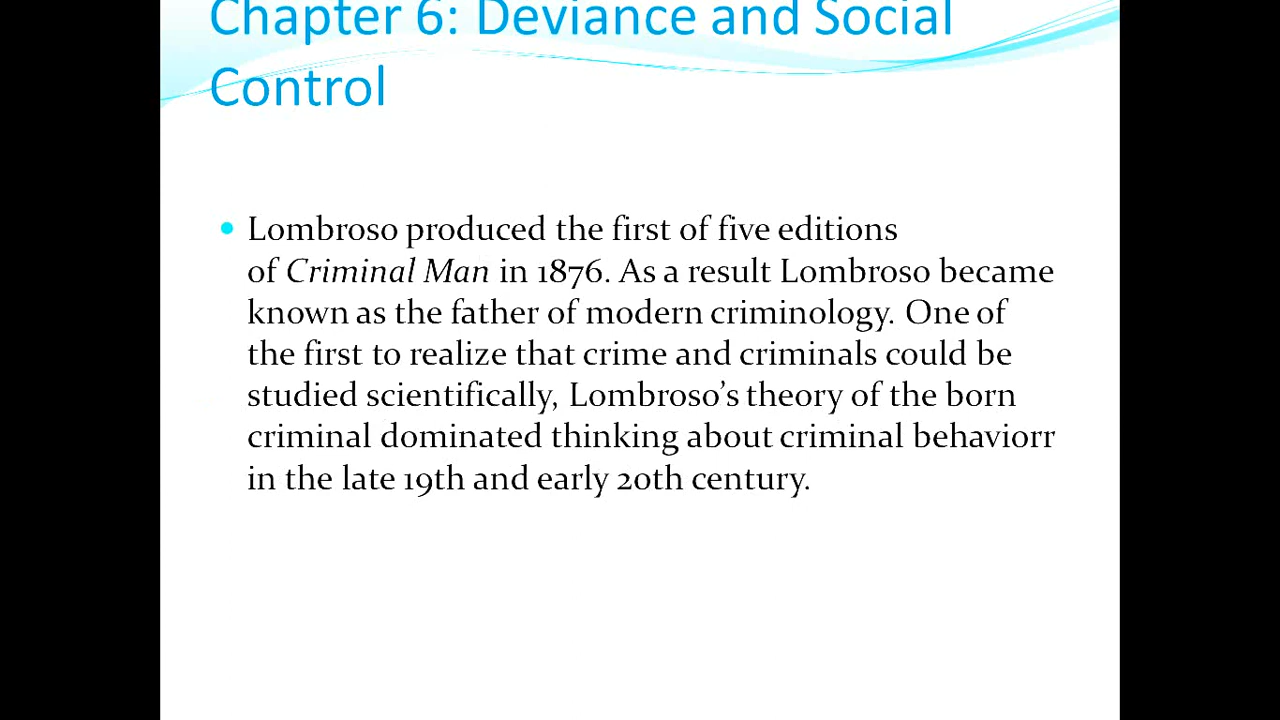 Chapter 6: Deviance and Social
Control
• Lombroso produced the first of five editions
of Criminal Man in 1876. As a result Lombroso became
known as the father of modern criminology. One of
the first to realize that crime and criminals could be
studied scientifically, Lombroso’s theory of the born
criminal dominated thinking about criminal behaviorr
in the late 19th and early 20th century.